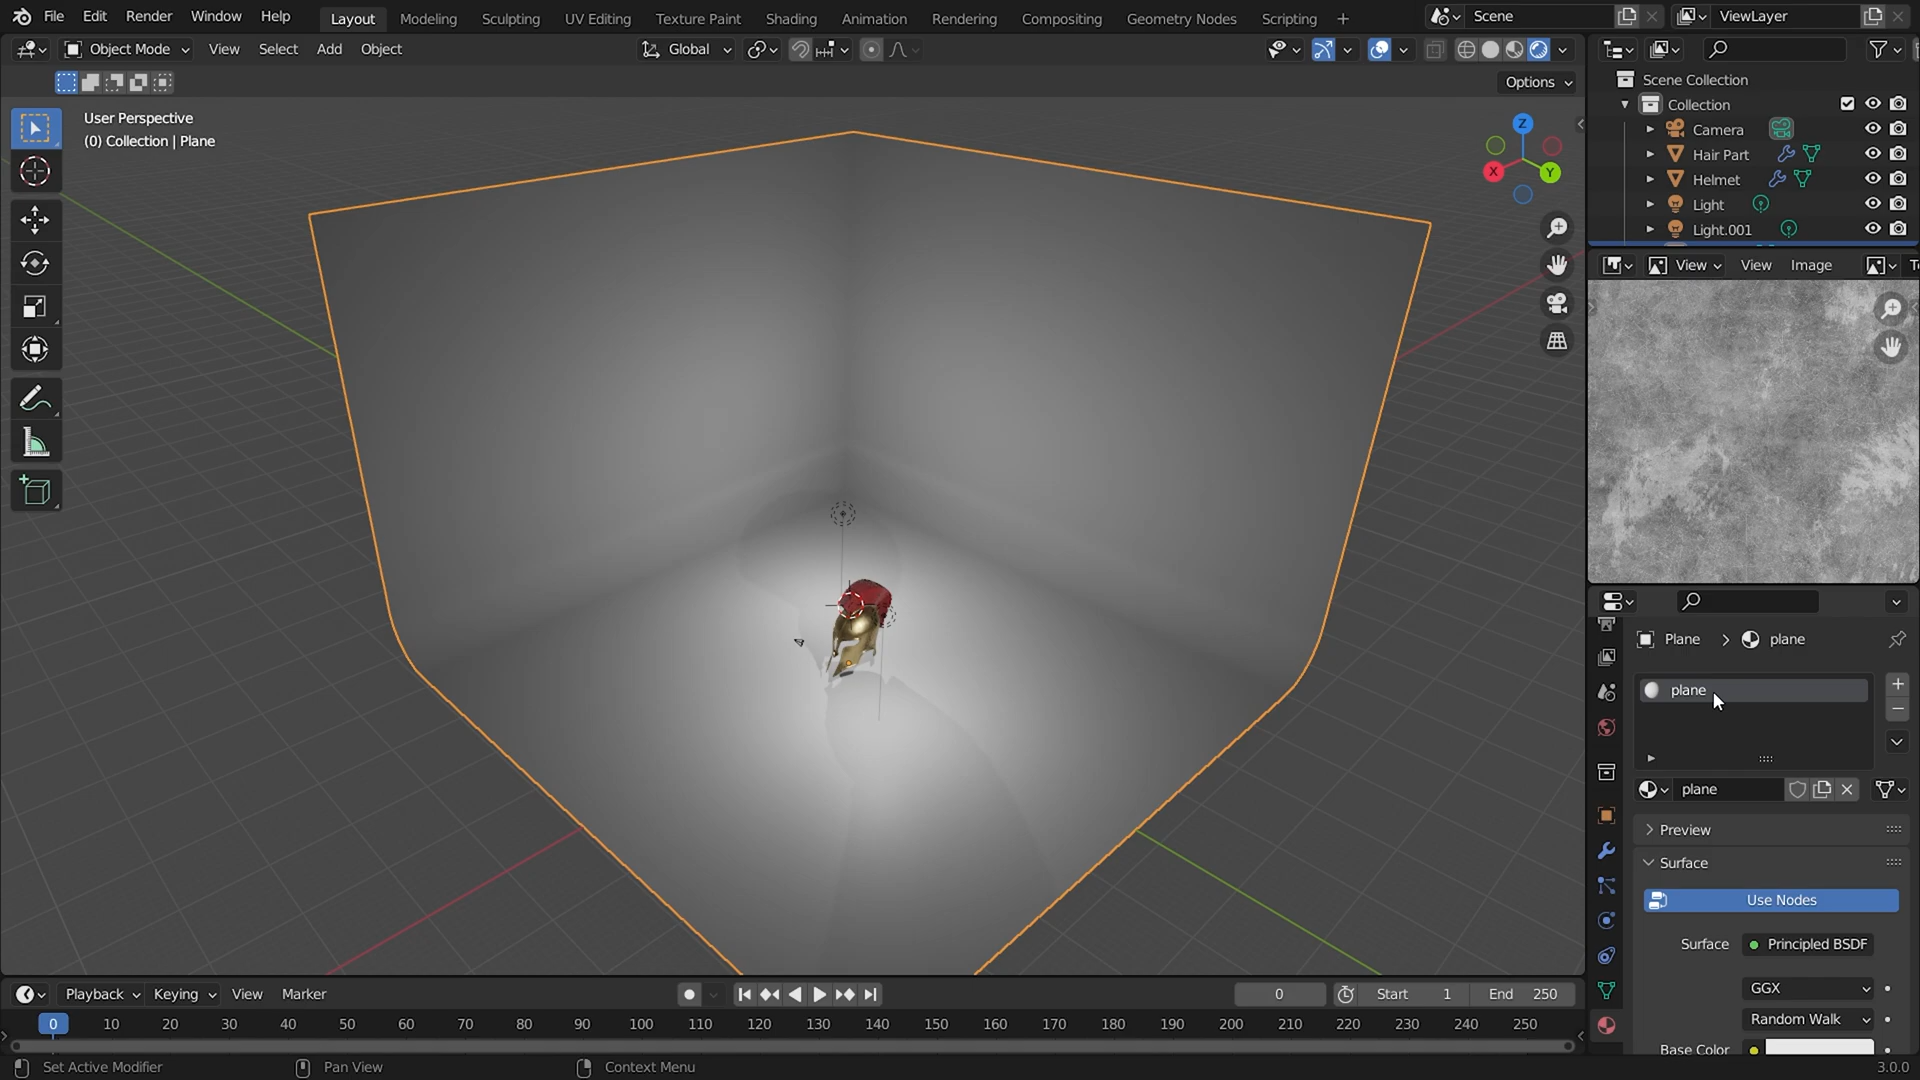 File Edit Render Window Help Layout Modeling Sculpting UV Editing Texture Paint Shading Animation Rendering Compositing Geometry Nodes Scripting + Scene ViewLayer
Object Mode View Select Add Object Global
Options
User Perspective
(0) Collection | Plane
Z
X
Y
Scene Collection
Collection
Camera
Hair Part
Helmet
Light
Light.001
View View Image
Plane > plane
plane
plane
Preview
Surface
Use Nodes
Surface Principled BSDF
GGX
Random Walk
Base Color
Playback Keying View Marker 0 Start 1 End 250
0 10 20 30 40 50 60 70 80 90 100 110 120 130 140 150 160 170 180 190 200 210 220 230 240 250
Set Active Modifier Pan View Context Menu 3.0.0